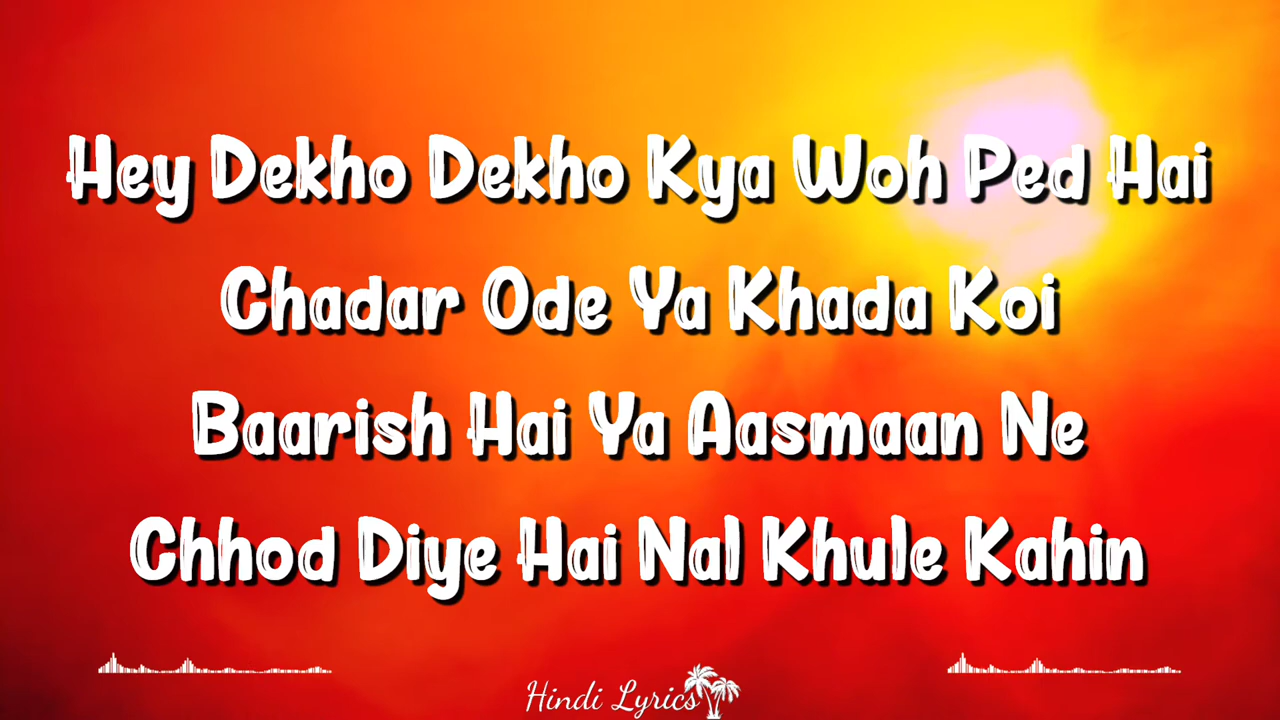 Hey Dekho Dekho Kya Woh Ped Hai
Chadar Ode Ya Khada Koi
Baarish Hai Ya Aasmaan Ne
Chhod Diye Hai Nal Khule Kahin
Hindi Lyrics